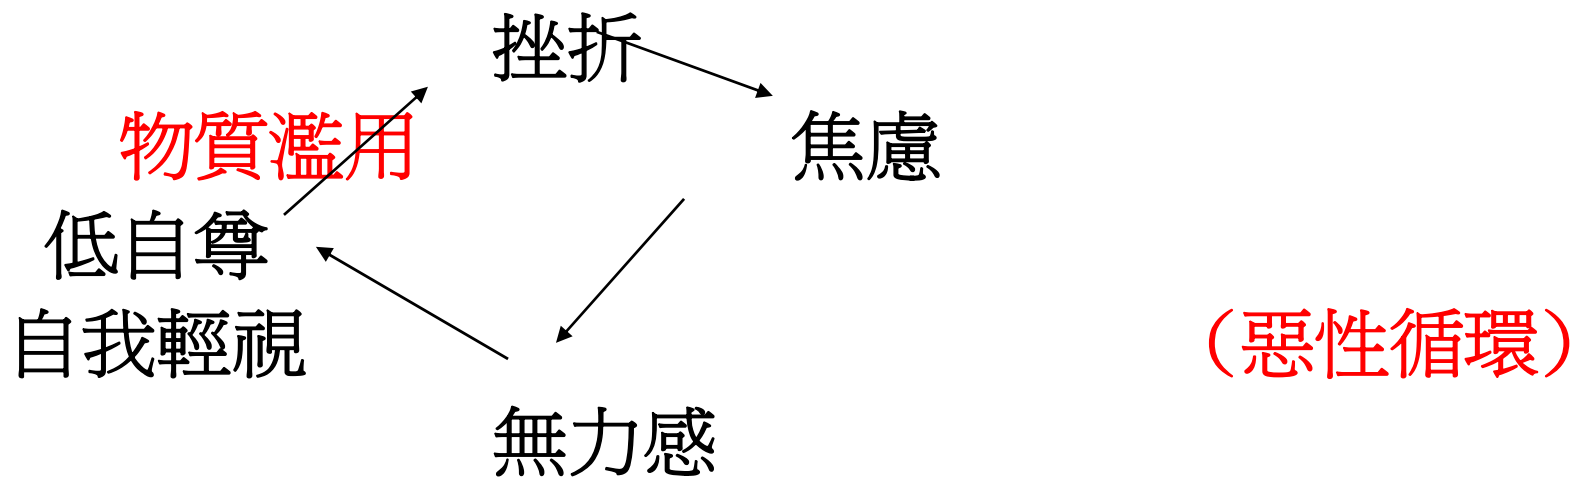 挫折
物質濫用
焦慮
低自尊
自我輕視
（惡性循環）
無力感